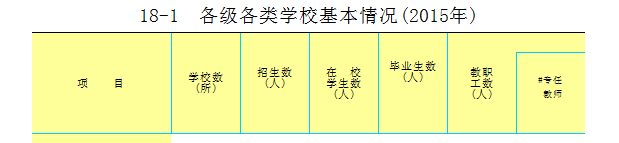 18-1 各级各类学校基本情况(2015年)
项 目
学校数
(所)
招生数
(人)
在 校
学生数
(人)
毕业生数
(人)
教职
工数
(人)
#专任
教师